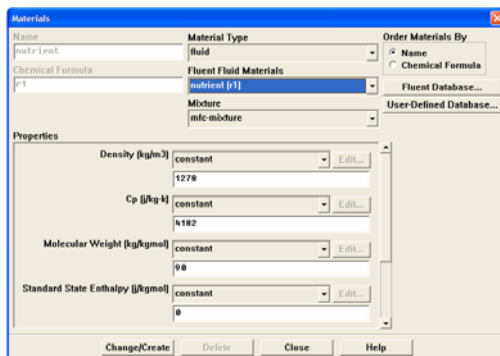 Materials
Name
nutrient
Material Type
fluid
Order Materials By
Name
Chemical Formula
Chemical Formula
r1
Fluent Fluid Materials
nutrient (r1)
Fluent Database...
Mixture
mfc-mixture
User-Defined Database...
Properties
Density (kg/m3)
constant
Edit...
1278
Cp (j/kg-k)
constant
Edit...
4182
Molecular Weight (kg/kgmol)
constant
Edit...
90
Standard State Enthalpy (j/kgmol)
constant
Edit...
0
Change/Create
Delete
Close
Help